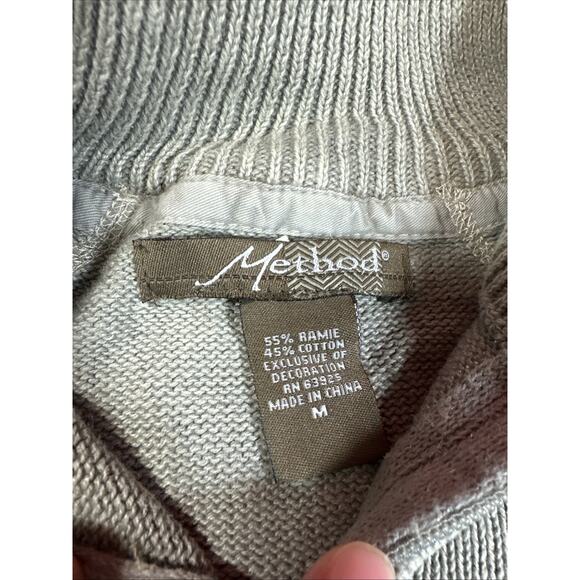 Method®
55% RAMIE
45% COTTON
EXCLUSIVE OF
DECORATION
RN 63925
MADE IN CHINA
M